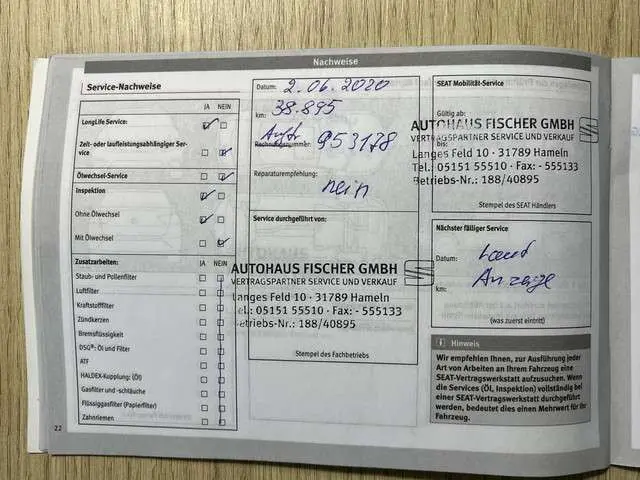 Nachweise
Service-Nachweise
JA NEIN
LongLife Service:
Zeit- oder laufleistungsabhängiger Ser-
vice
Ölwechsel-Service
Inspektion
Ohne Ölwechsel
Mit Ölwechsel
Zusatzarbeiten:
JA NEIN
Staub- und Pollenfilter
Luftfilter
Kraftstofffilter
Zündkerzen
Bremsflüssigkeit
DSG®: Öl und Filter
ATF
HALDEX-Kupplung: (Öl)
Gasfilter und -schläuche
Flüssiggasfilter (Papierfilter)
Zahnriemen
22
Datum: 2.06.2020
km: 38.895
Rechnungsnummer: 953178
Reparaturempfehlung:
nein
Service durchgeführt von:
AUTOHAUS FISCHER GMBH
VERTRAGSPARTNER SERVICE UND VERKAUF
Langes Feld 10 · 31789 Hameln
Tel.: 05151 55510 · Fax: - 555133
Betriebs-Nr.: 188/40895
Stempel des Fachbetriebs
SEAT Mobilität-Service
Gültig ab:
AUTOHAUS FISCHER GMBH
VERTRAGSPARTNER SERVICE UND VERKAUF
bis:
Langes Feld 10 · 31789 Hameln
Tel.: 05151 55510 · Fax: - 555133
Betriebs-Nr.: 188/40895
Stempel des SEAT Händlers
Nächster fälliger Service
Datum: laut
km: Anzeige
(was zuerst eintritt)
Hinweis
Wir empfehlen Ihnen, zur Ausführung jeder
Art von Arbeiten an Ihrem Fahrzeug eine
SEAT-Vertragswerkstatt aufzusuchen. Wenn
die Services (Öl, Inspektion) vollständig bei
einer SEAT-Vertragswerkstatt durchgeführt
werden, bedeutet dies einen Mehrwert für Ihr
Fahrzeug.